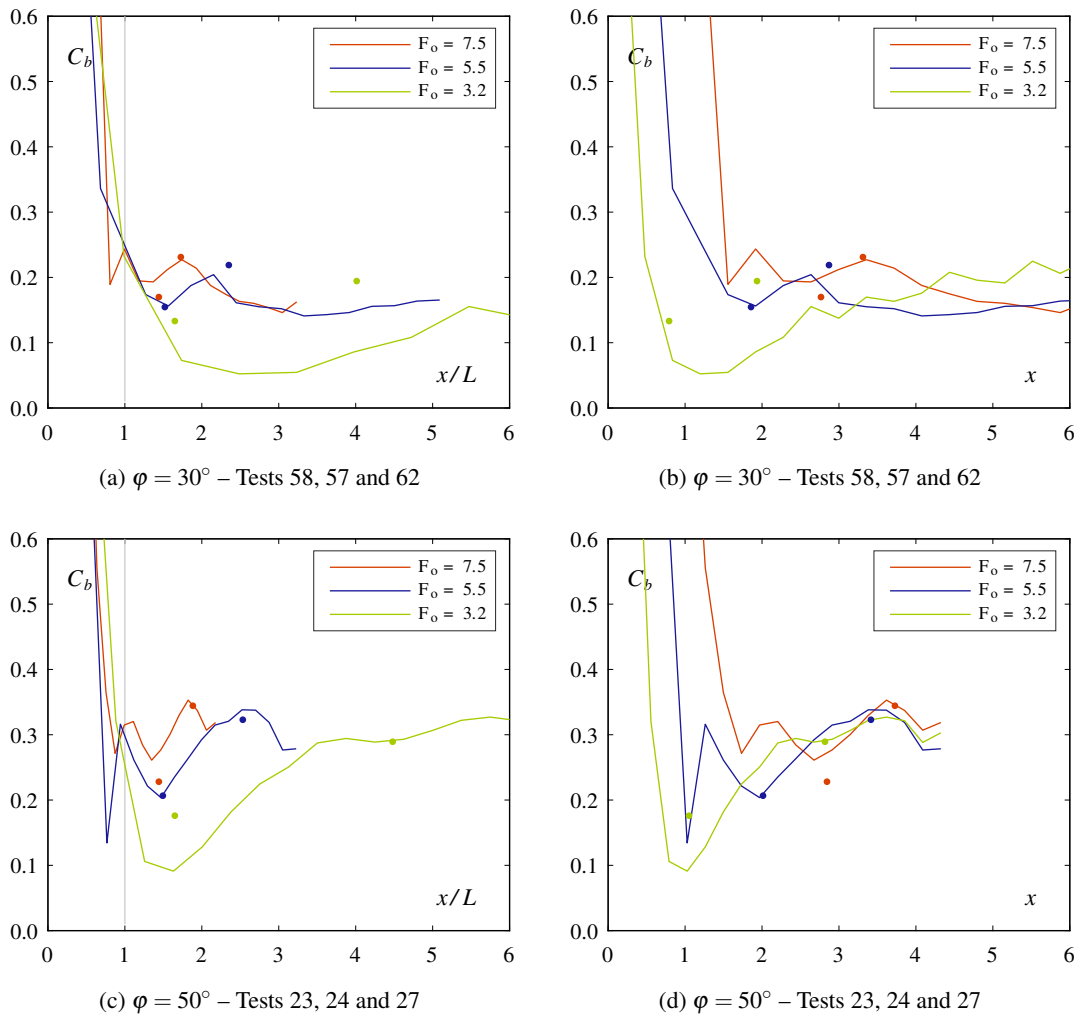 0.6
0.5
0.4
0.3
0.2
0.1
0.0
C_b
F_o = 7.5
F_o = 5.5
F_o = 3.2
x/L
0 1 2 3 4 5 6
(a) φ = 30° – Tests 58, 57 and 62
0.6
0.5
0.4
0.3
0.2
0.1
0.0
C_b
F_o = 7.5
F_o = 5.5
F_o = 3.2
x
0 1 2 3 4 5 6
(b) φ = 30° – Tests 58, 57 and 62
0.6
0.5
0.4
0.3
0.2
0.1
0.0
C_b
F_o = 7.5
F_o = 5.5
F_o = 3.2
x/L
0 1 2 3 4 5 6
(c) φ = 50° – Tests 23, 24 and 27
0.6
0.5
0.4
0.3
0.2
0.1
0.0
C_b
F_o = 7.5
F_o = 5.5
F_o = 3.2
x
0 1 2 3 4 5 6
(d) φ = 50° – Tests 23, 24 and 27